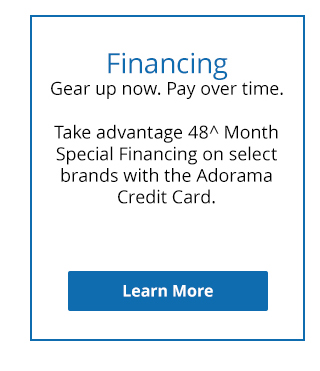 Financing
Gear up now. Pay over time.
Take advantage 48^ Month
Special Financing on select
brands with the Adorama
Credit Card.
Learn More